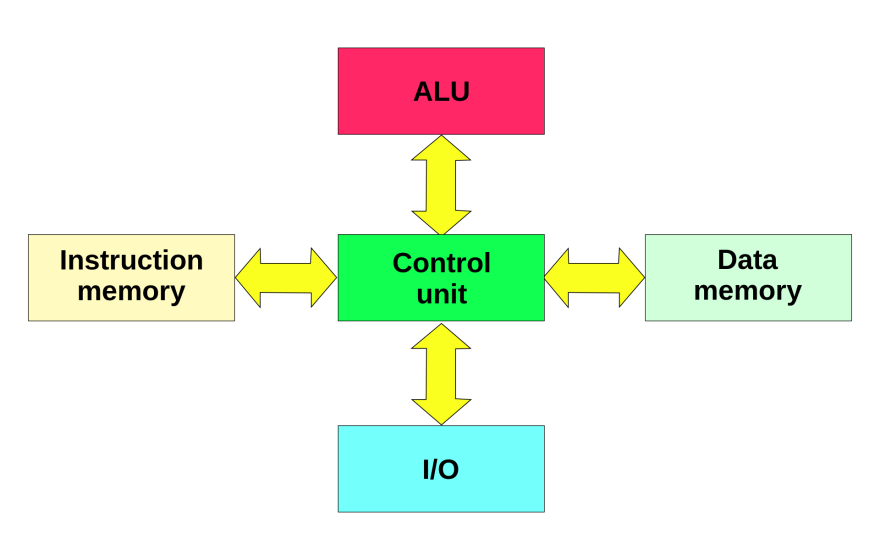 ALU
Instruction
memory
Control
unit
Data
memory
I/O